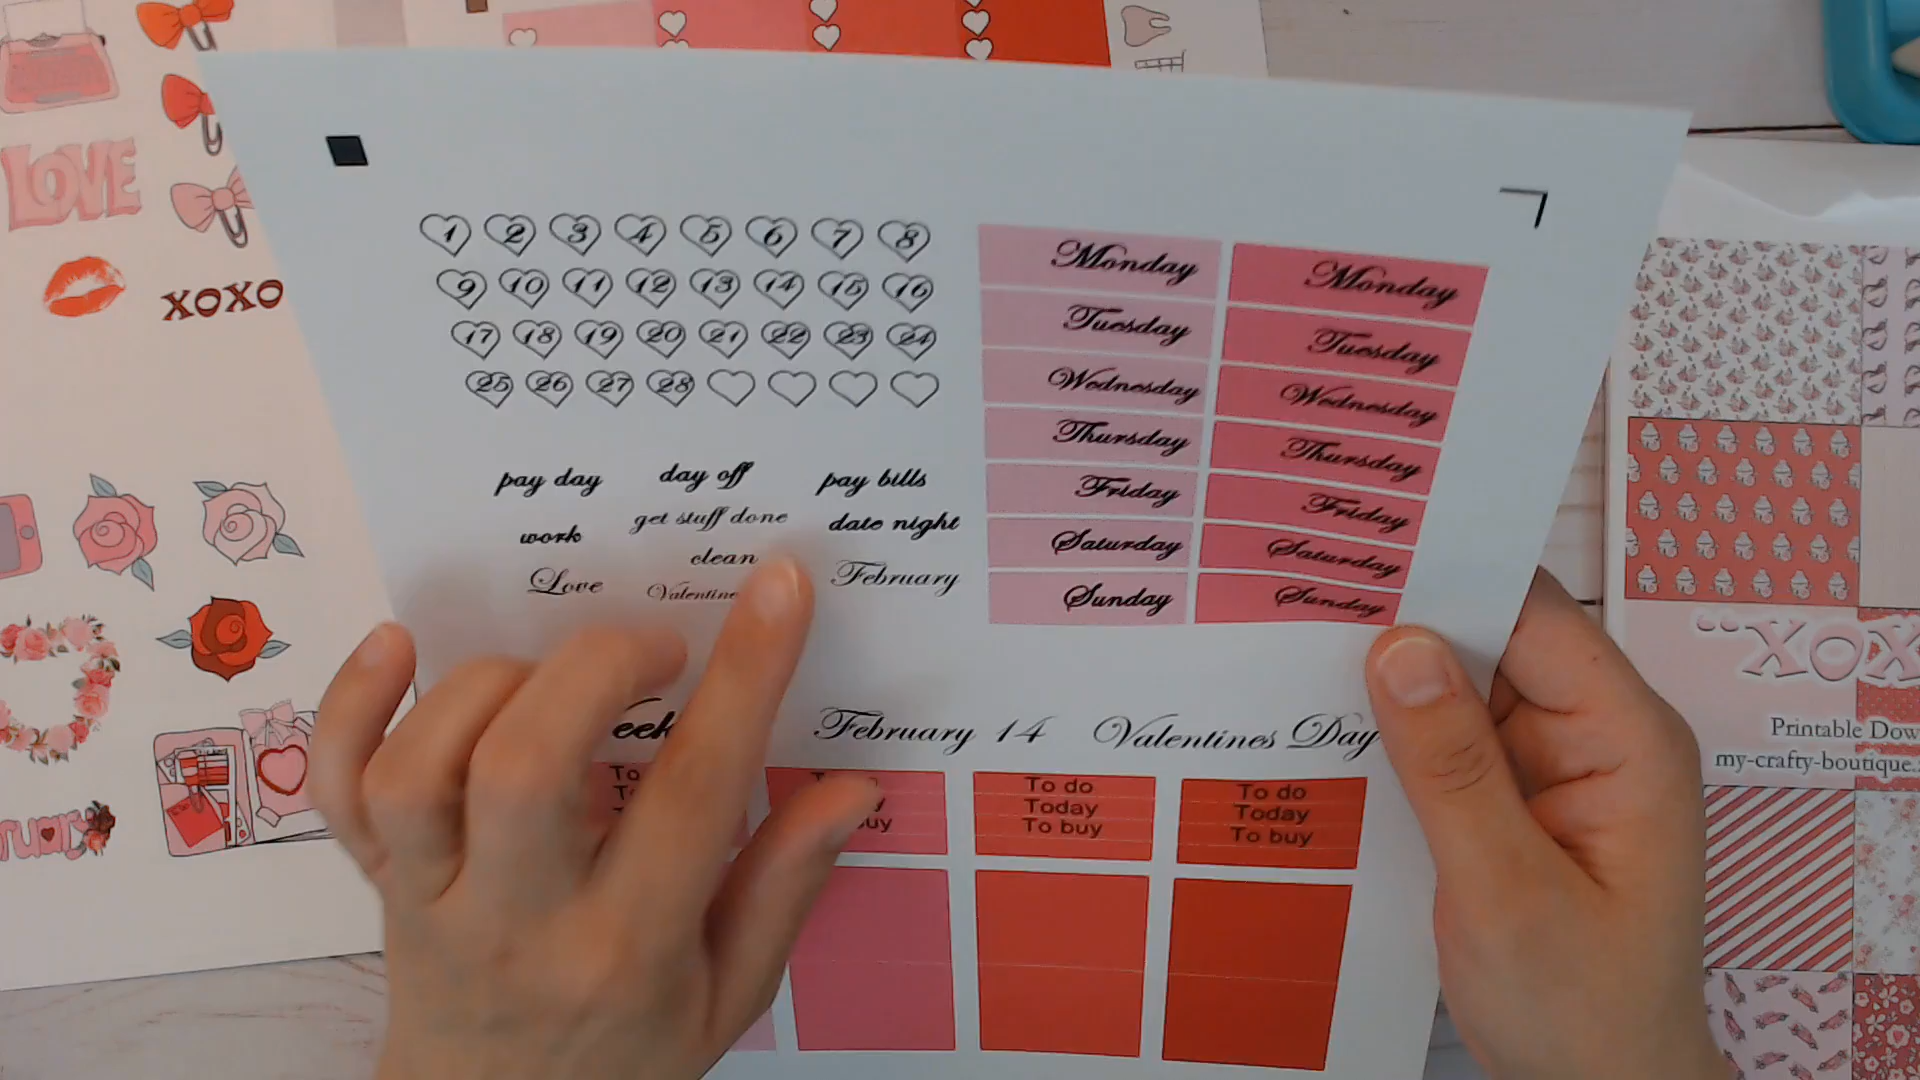 LOVE
XOXO
1 2 3 4 5 6 7 8
9 10 11 12 13 14 15 16
17 18 19 20 21 22 23 24
25 26 27 28
pay day day off pay bills
work get stuff done date night
clean
Love February
Monday Monday
Tuesday Tuesday
Wednesday Wednesday
Thursday Thursday
Friday Friday
Saturday Saturday
Sunday Sunday
February 14 Valentines Day
To do
Today
To buy
To do
Today
To buy
"XOX
Printable Dow
my-crafty-boutique.